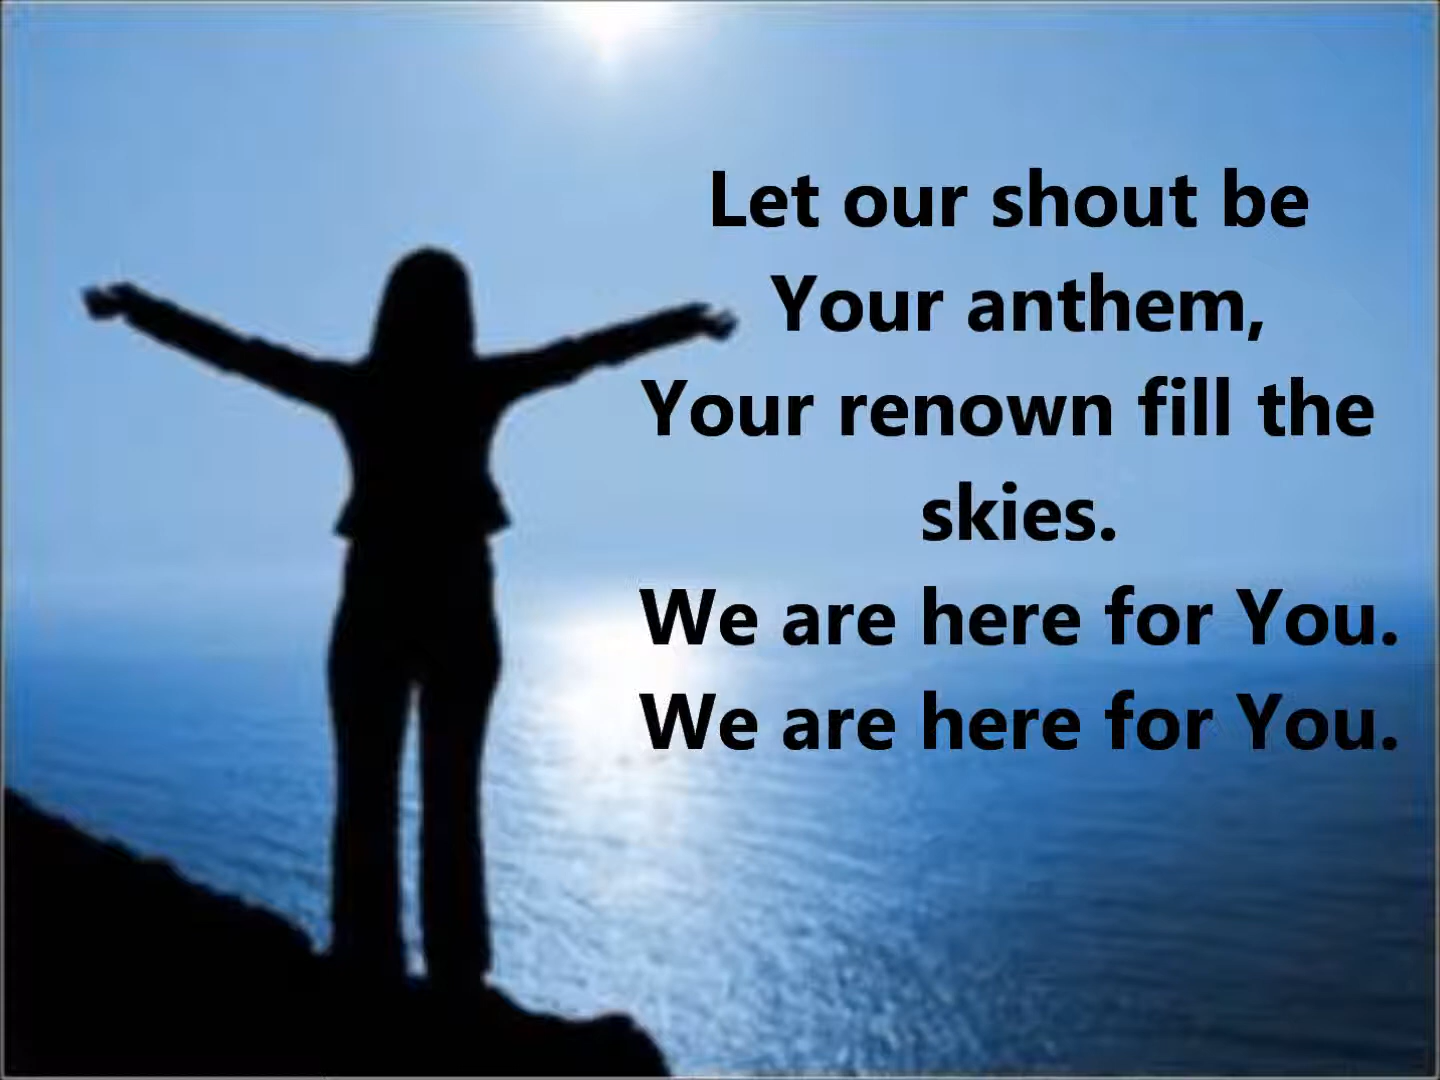 Let our shout be
Your anthem,
Your renown fill the
skies.
We are here for You.
We are here for You.